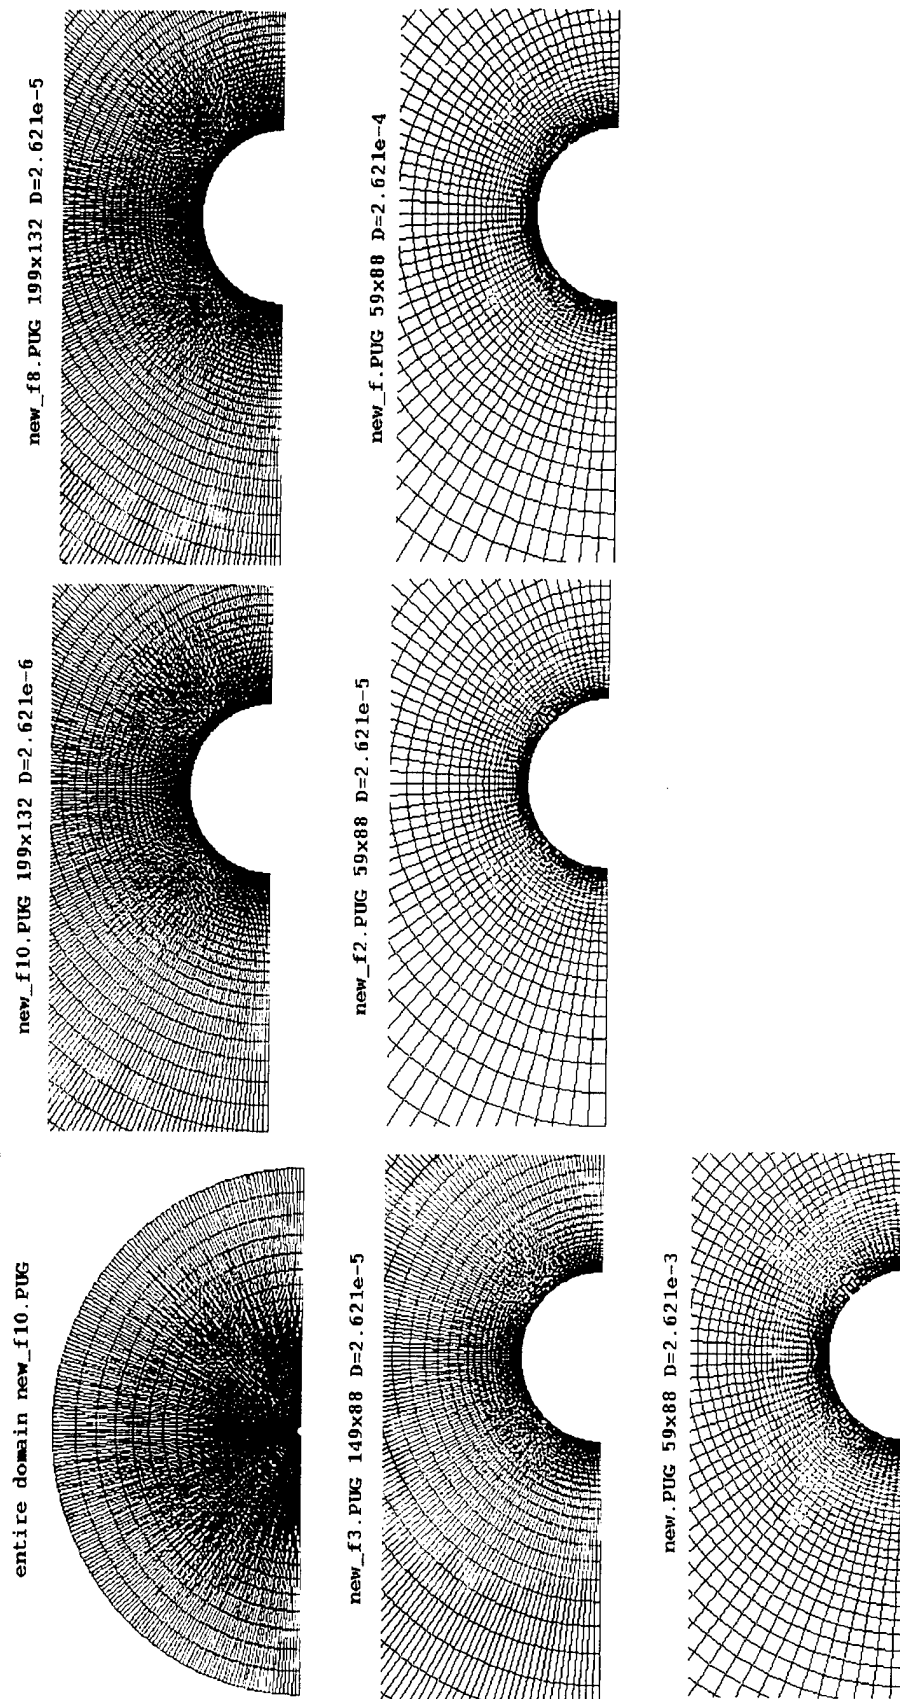 entire domain new_f10.PUG
new_f10.PUG 199x132 D=2.621e-6
new_f8.PUG 199x132 D=2.621e-5
new_f3.PUG 149x88 D=2.621e-5
new_f2.PUG 59x88 D=2.621e-5
new_f.PUG 59x88 D=2.621e-4
new.PUG 59x88 D=2.621e-3